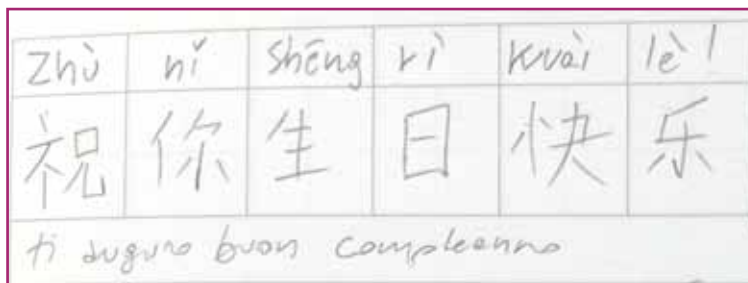 Zhù nǐ shēng rì kuài lè!
祝你生日快乐
ti auguro buon compleanno